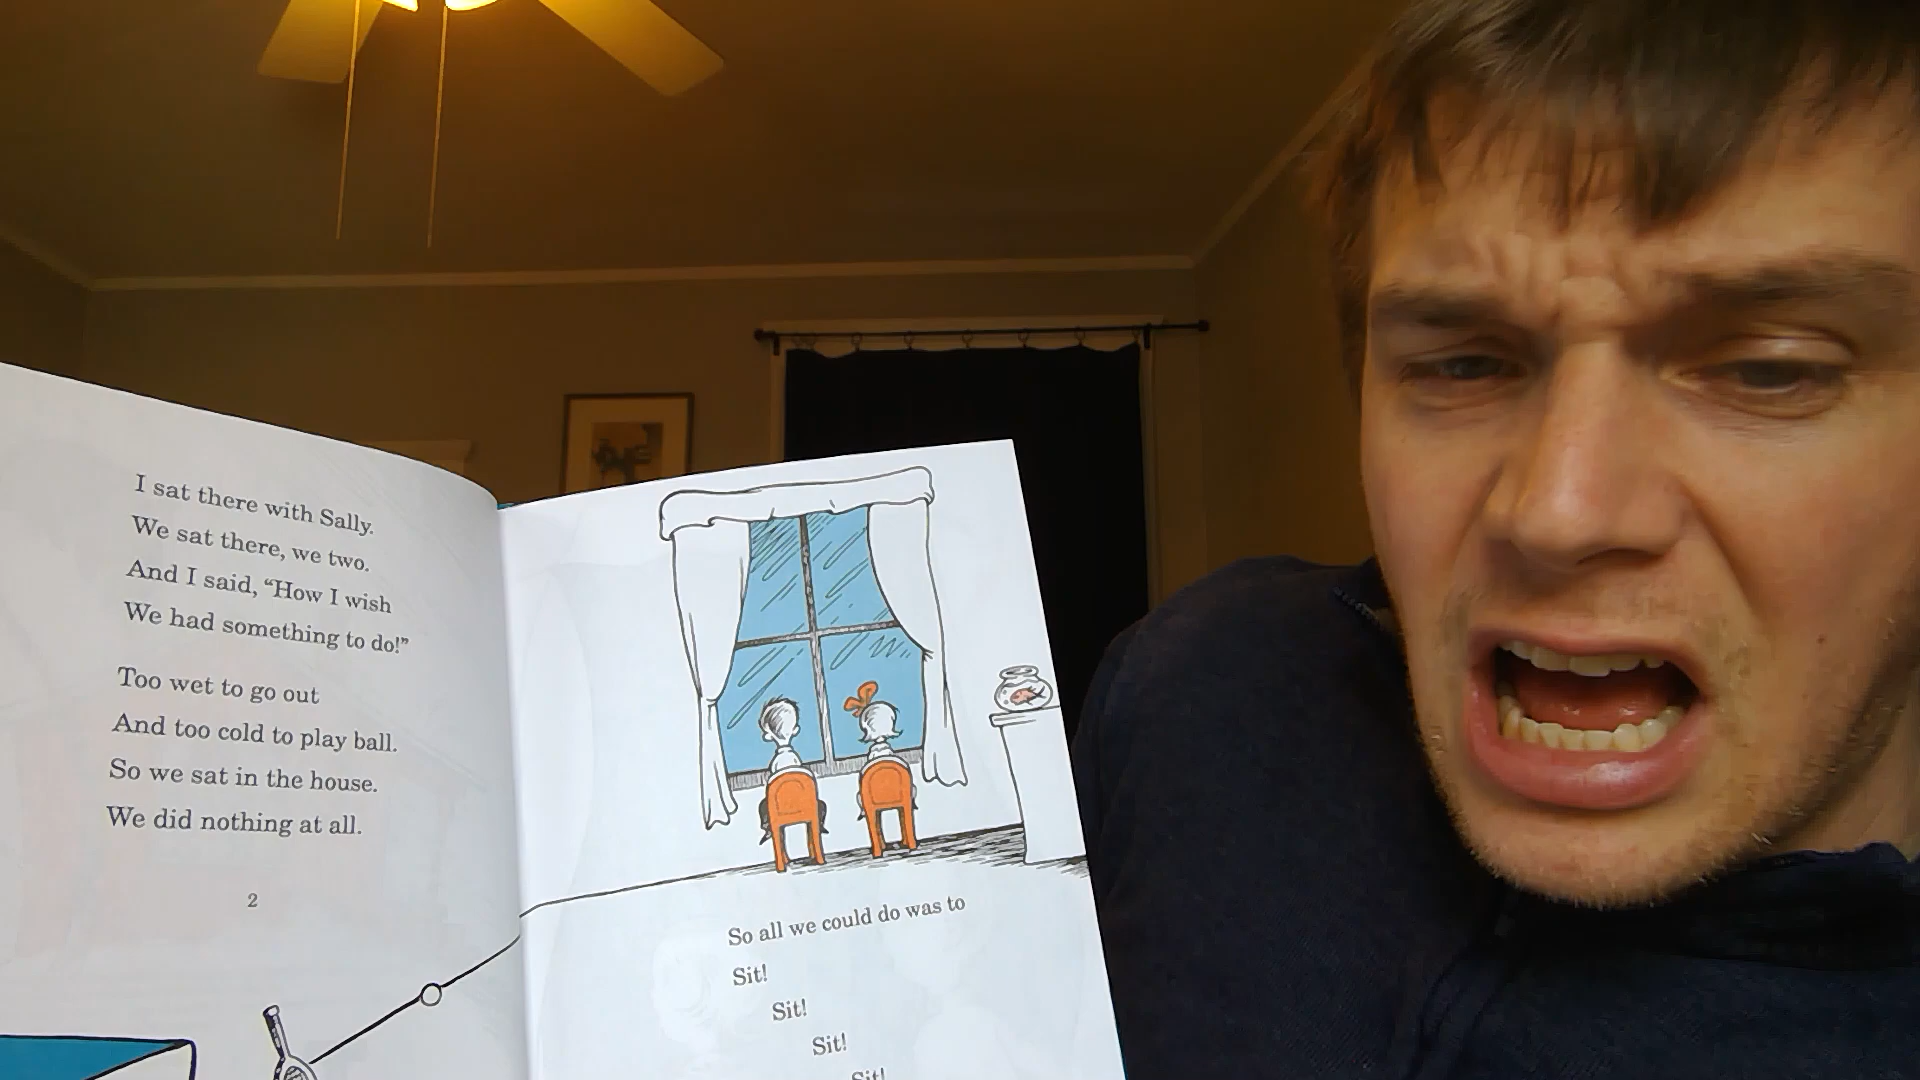 I sat there with Sally.
We sat there, we two.
And I said, “How I wish
We had something to do!”
Too wet to go out
And too cold to play ball.
So we sat in the house.
We did nothing at all.
2
So all we could do was to
Sit!
Sit!
Sit!
Sit!